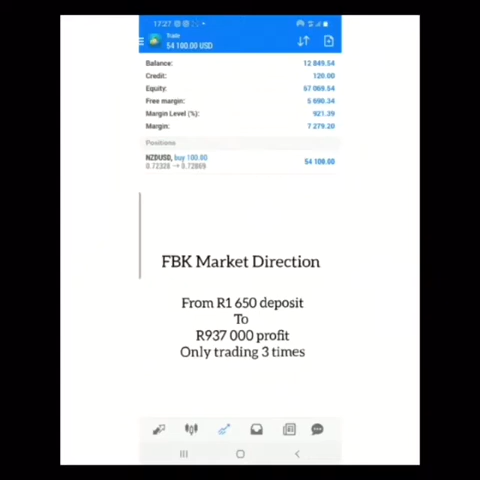 17:27
Trade
54 100.00 USD
Balance: 12 849.54
Credit: 120.00
Equity: 67 069.54
Free margin: 5 690.34
Margin Level (%): 921.39
Margin: 7 279.20
Positions
NZDUSD, buy 100.00 54 100.00
0.72328 → 0.72869
FBK Market Direction
From R1 650 deposit
To
R937 000 profit
Only trading 3 times